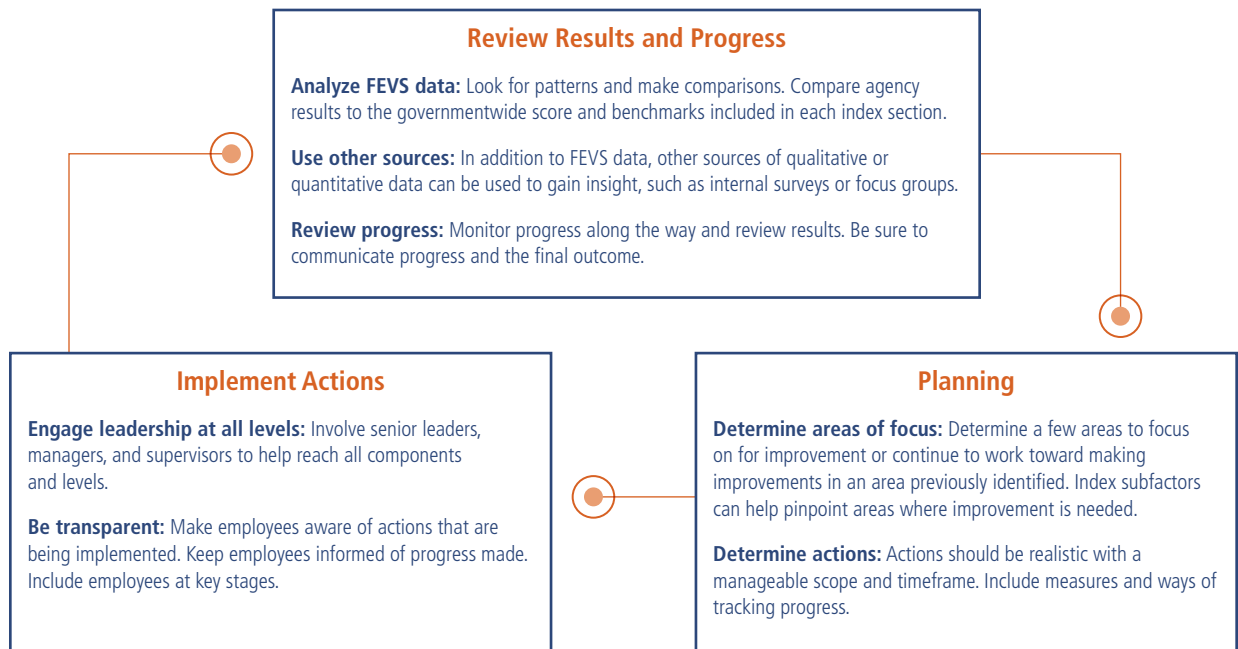 Review Results and Progress
Analyze FEVS data: Look for patterns and make comparisons. Compare agency
results to the governmentwide score and benchmarks included in each index section.
Use other sources: In addition to FEVS data, other sources of qualitative or
quantitative data can be used to gain insight, such as internal surveys or focus groups.
Review progress: Monitor progress along the way and review results. Be sure to
communicate progress and the final outcome.
Implement Actions
Engage leadership at all levels: Involve senior leaders,
managers, and supervisors to help reach all components
and levels.
Be transparent: Make employees aware of actions that are
being implemented. Keep employees informed of progress made.
Include employees at key stages.
Planning
Determine areas of focus: Determine a few areas to focus
on for improvement or continue to work toward making
improvements in an area previously identified. Index subfactors
can help pinpoint areas where improvement is needed.
Determine actions: Actions should be realistic with a
manageable scope and timeframe. Include measures and ways of
tracking progress.